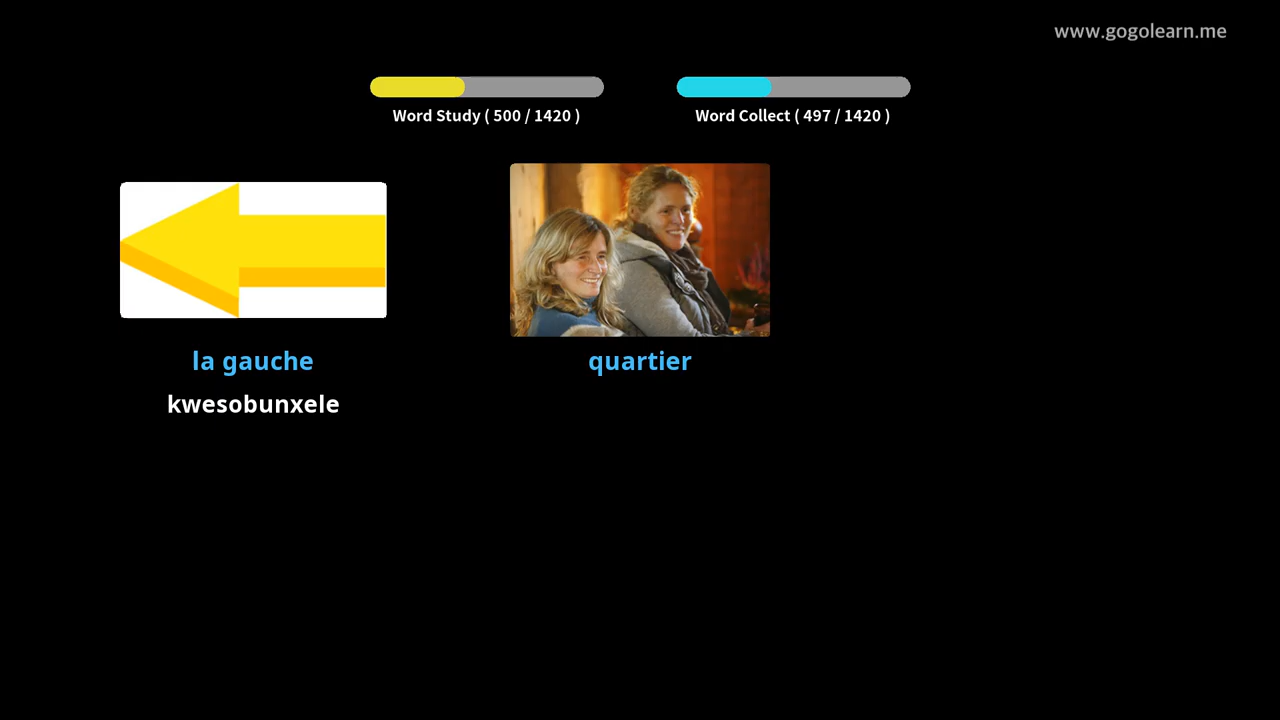 www.gogolearn.me
Word Study ( 500 / 1420 )
Word Collect ( 497 / 1420 )
la gauche
kwesobunxele
quartier